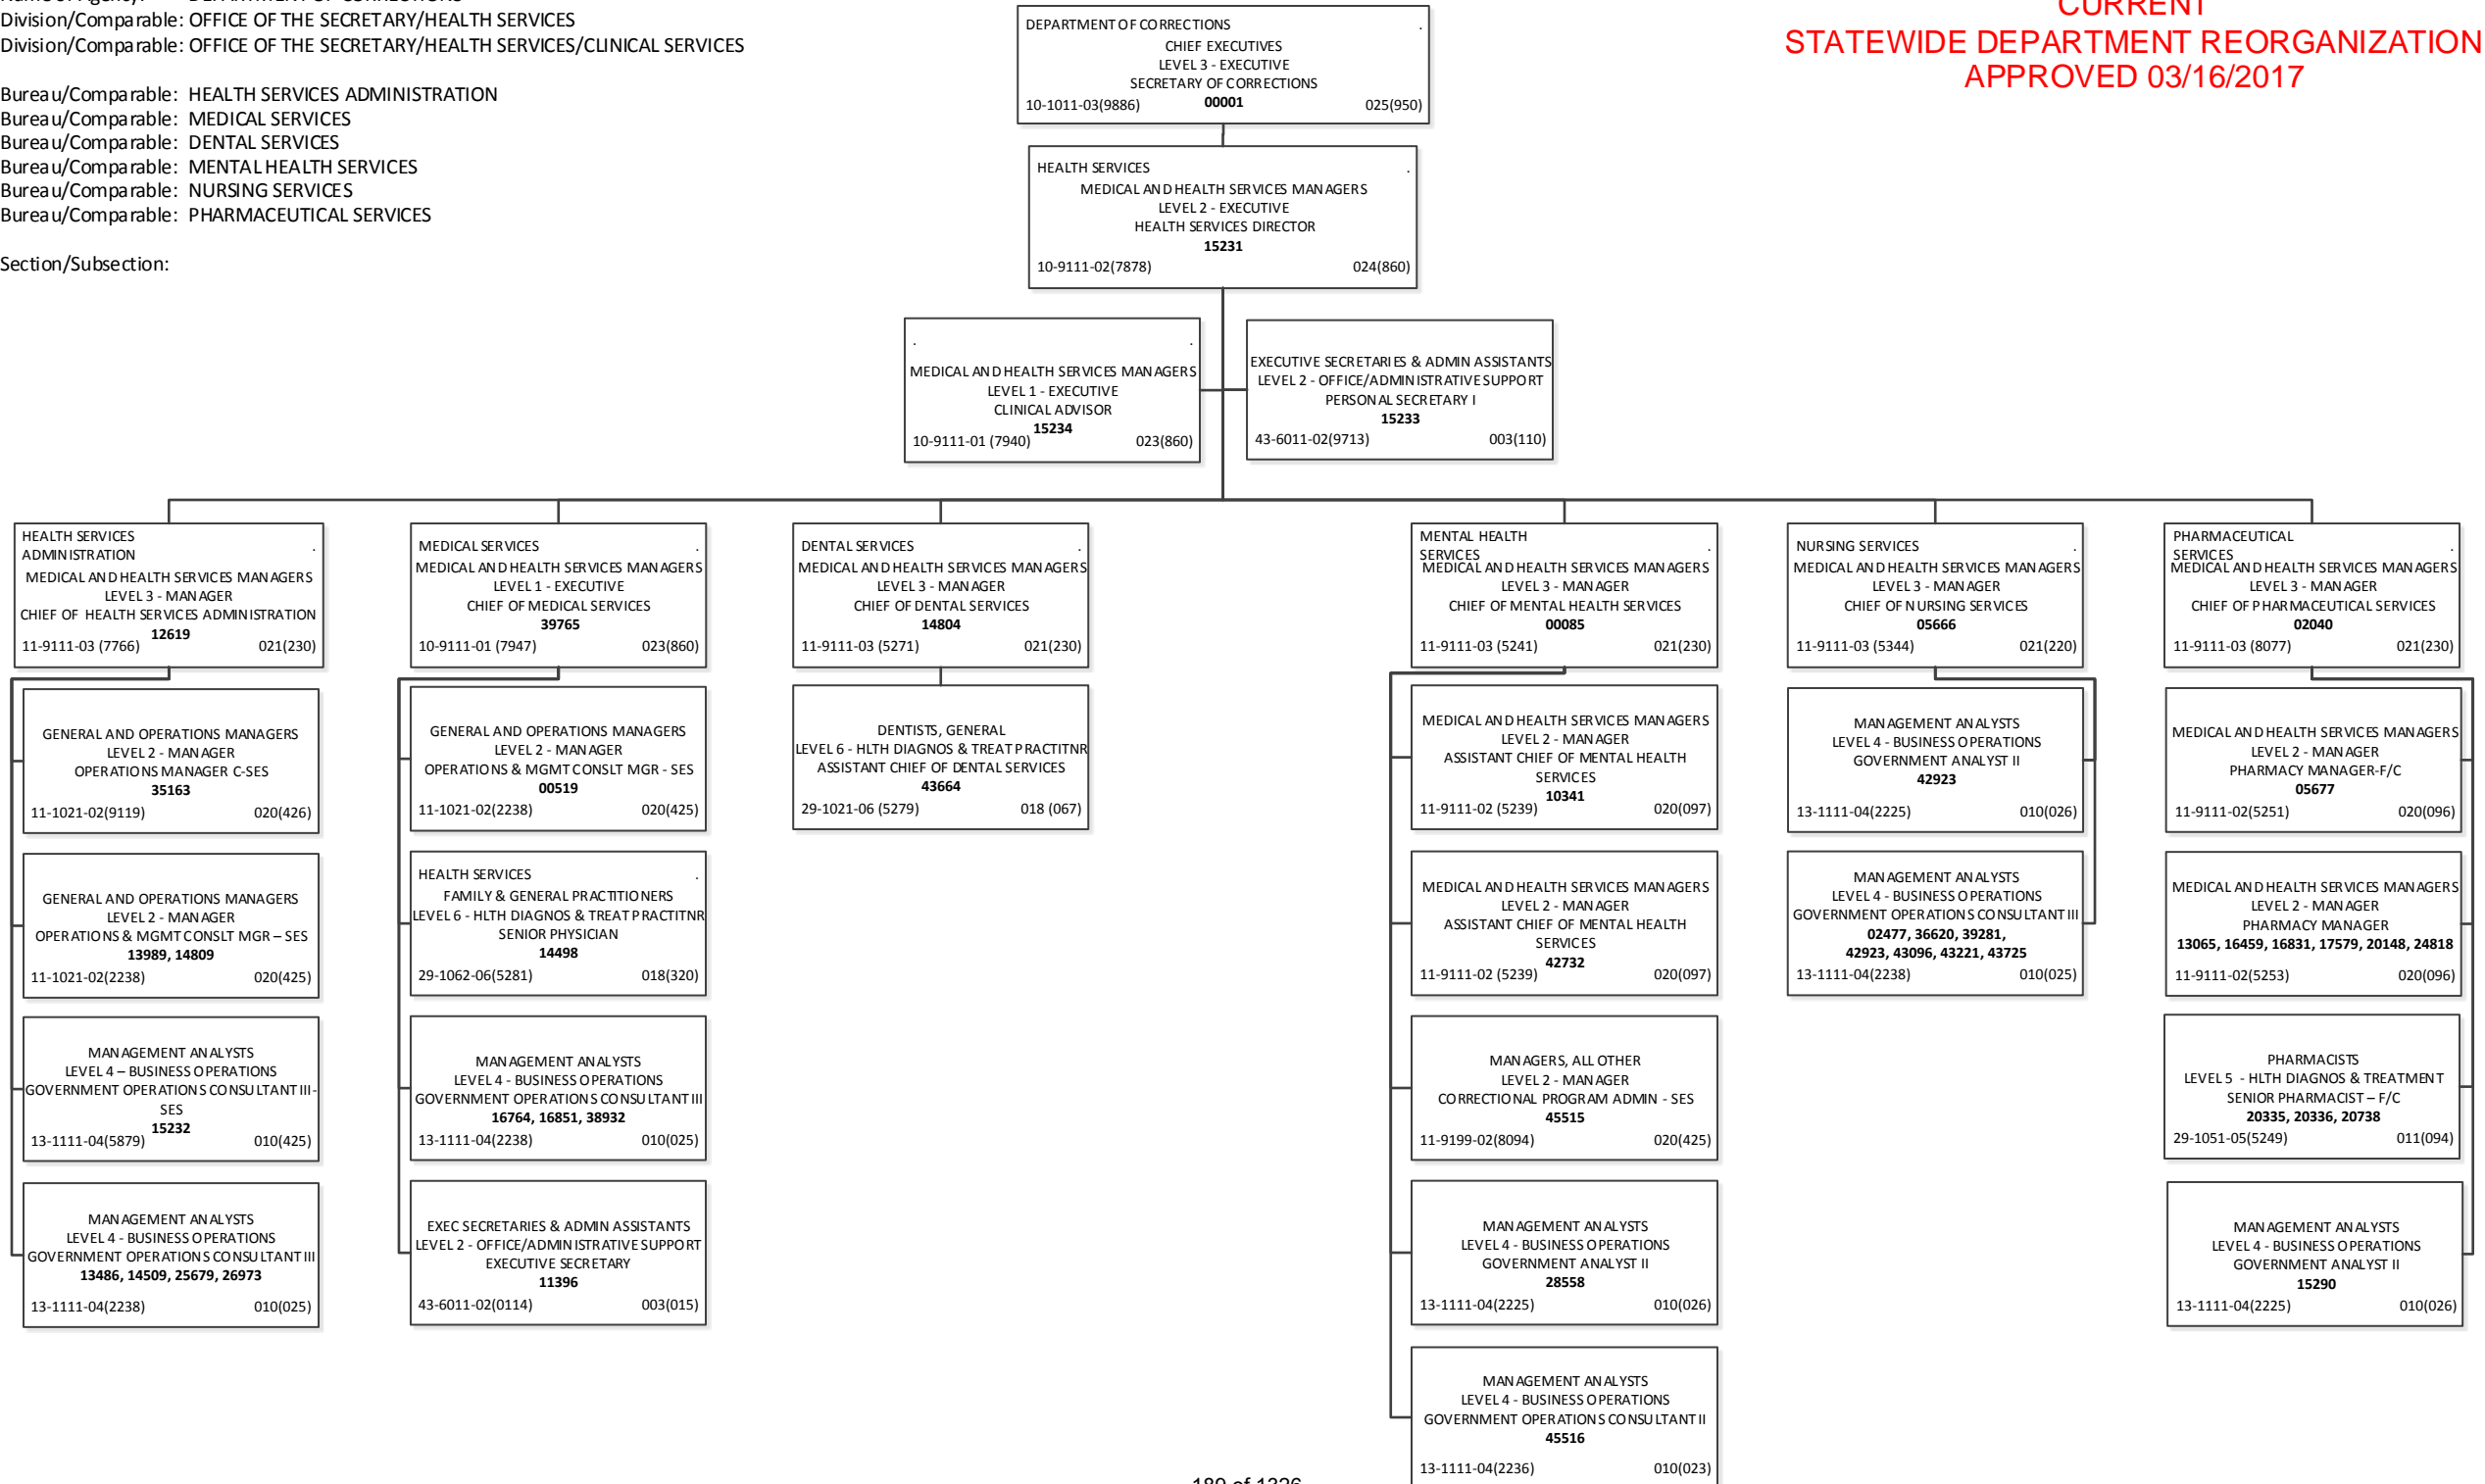 Division/Comparable: OFFICE OF THE SECRETARY/HEALTH SERVICES
Division/Comparable: OFFICE OF THE SECRETARY/HEALTH SERVICES/CLINICAL SERVICES
Bureau/Comparable: HEALTH SERVICES ADMINISTRATION
Bureau/Comparable: MEDICAL SERVICES
Bureau/Comparable: DENTAL SERVICES
Bureau/Comparable: MENTAL HEALTH SERVICES
Bureau/Comparable: NURSING SERVICES
Bureau/Comparable: PHARMACEUTICAL SERVICES
Section/Subsection:
CURRENT
STATEWIDE DEPARTMENT REORGANIZATION
APPROVED 03/16/2017
DEPARTMENT OF CORRECTIONS .
CHIEF EXECUTIVES
LEVEL 3 - EXECUTIVE
SECRETARY OF CORRECTIONS
10-1011-03(9886) 00001 025(950)
HEALTH SERVICES .
MEDICAL AND HEALTH SERVICES MANAGERS
LEVEL 2 - EXECUTIVE
HEALTH SERVICES DIRECTOR
15231
10-9111-02(7878) 024(860)
. .
MEDICAL AND HEALTH SERVICES MANAGERS
LEVEL 1 - EXECUTIVE
CLINICAL ADVISOR
15234
10-9111-01 (7940) 023(860)
EXECUTIVE SECRETARIES & ADMIN ASSISTANTS
LEVEL 2 - OFFICE/ADMINISTRATIVE SUPPORT
PERSONAL SECRETARY I
15233
43-6011-02(9713) 003(110)
HEALTH SERVICES
ADMINISTRATION .
MEDICAL AND HEALTH SERVICES MANAGERS
LEVEL 3 - MANAGER
CHIEF OF HEALTH SERVICES ADMINISTRATION
12619
11-9111-03 (7766) 021(230)
GENERAL AND OPERATIONS MANAGERS
LEVEL 2 - MANAGER
OPERATIONS MANAGER C-SES
35163
11-1021-02(9119) 020(426)
GENERAL AND OPERATIONS MANAGERS
LEVEL 2 - MANAGER
OPERATIONS & MGMT CONSLT MGR – SES
13989, 14809
11-1021-02(2238) 020(425)
MANAGEMENT ANALYSTS
LEVEL 4 – BUSINESS OPERATIONS
GOVERNMENT OPERATIONS CONSULTANT III-
SES
15232
13-1111-04(5879) 010(425)
MANAGEMENT ANALYSTS
LEVEL 4 - BUSINESS OPERATIONS
GOVERNMENT OPERATIONS CONSULTANT III
13486, 14509, 25679, 26973
13-1111-04(2238) 010(025)
MEDICAL SERVICES .
MEDICAL AND HEALTH SERVICES MANAGERS
LEVEL 1 - EXECUTIVE
CHIEF OF MEDICAL SERVICES
39765
10-9111-01 (7947) 023(860)
GENERAL AND OPERATIONS MANAGERS
LEVEL 2 - MANAGER
OPERATIONS & MGMT CONSLT MGR - SES
00519
11-1021-02(2238) 020(425)
HEALTH SERVICES .
FAMILY & GENERAL PRACTITIONERS
LEVEL 6 - HLTH DIAGNOS & TREAT PRACTITNR
SENIOR PHYSICIAN
14498
29-1062-06(5281) 018(320)
MANAGEMENT ANALYSTS
LEVEL 4 - BUSINESS OPERATIONS
GOVERNMENT OPERATIONS CONSULTANT III
16764, 16851, 38932
13-1111-04(2238) 010(025)
EXEC SECRETARIES & ADMIN ASSISTANTS
LEVEL 2 - OFFICE/ADMINISTRATIVE SUPPORT
EXECUTIVE SECRETARY
11396
43-6011-02(0114) 003(015)
DENTAL SERVICES .
MEDICAL AND HEALTH SERVICES MANAGERS
LEVEL 3 - MANAGER
CHIEF OF DENTAL SERVICES
14804
11-9111-03 (5271) 021(230)
DENTISTS, GENERAL
LEVEL 6 - HLTH DIAGNOS & TREAT PRACTITNR
ASSISTANT CHIEF OF DENTAL SERVICES
43664
29-1021-06 (5279) 018 (067)
MENTAL HEALTH
SERVICES .
MEDICAL AND HEALTH SERVICES MANAGERS
LEVEL 3 - MANAGER
CHIEF OF MENTAL HEALTH SERVICES
00085
11-9111-03 (5241) 021(230)
MEDICAL AND HEALTH SERVICES MANAGERS
LEVEL 2 - MANAGER
ASSISTANT CHIEF OF MENTAL HEALTH
SERVICES
10341
11-9111-02 (5239) 020(097)
MEDICAL AND HEALTH SERVICES MANAGERS
LEVEL 2 - MANAGER
ASSISTANT CHIEF OF MENTAL HEALTH
SERVICES
42732
11-9111-02 (5239) 020(097)
MANAGERS, ALL OTHER
LEVEL 2 - MANAGER
CORRECTIONAL PROGRAM ADMIN - SES
45515
11-9199-02(8094) 020(425)
MANAGEMENT ANALYSTS
LEVEL 4 - BUSINESS OPERATIONS
GOVERNMENT ANALYST II
28558
13-1111-04(2225) 010(026)
MANAGEMENT ANALYSTS
LEVEL 4 - BUSINESS OPERATIONS
GOVERNMENT OPERATIONS CONSULTANT II
45516
13-1111-04(2236) 010(023)
NURSING SERVICES .
MEDICAL AND HEALTH SERVICES MANAGERS
LEVEL 3 - MANAGER
CHIEF OF NURSING SERVICES
05666
11-9111-03 (5344) 021(220)
MANAGEMENT ANALYSTS
LEVEL 4 - BUSINESS OPERATIONS
GOVERNMENT ANALYST II
42923
13-1111-04(2225) 010(026)
MANAGEMENT ANALYSTS
LEVEL 4 - BUSINESS OPERATIONS
GOVERNMENT OPERATIONS CONSULTANT III
02477, 36620, 39281,
42923, 43096, 43221, 43725
13-1111-04(2238) 010(025)
PHARMACEUTICAL
SERVICES .
MEDICAL AND HEALTH SERVICES MANAGERS
LEVEL 3 - MANAGER
CHIEF OF PHARMACEUTICAL SERVICES
02040
11-9111-03 (8077) 021(230)
MEDICAL AND HEALTH SERVICES MANAGERS
LEVEL 2 - MANAGER
PHARMACY MANAGER-F/C
05677
11-9111-02(5251) 020(096)
MEDICAL AND HEALTH SERVICES MANAGERS
LEVEL 2 - MANAGER
PHARMACY MANAGER
13065, 16459, 16831, 17579, 20148, 24818
11-9111-02(5253) 020(096)
PHARMACISTS
LEVEL 5 - HLTH DIAGNOS & TREATMENT
SENIOR PHARMACIST – F/C
20335, 20336, 20738
29-1051-05(5249) 011(094)
MANAGEMENT ANALYSTS
LEVEL 4 - BUSINESS OPERATIONS
GOVERNMENT ANALYST II
15290
13-1111-04(2225) 010(026)
189 of 1326